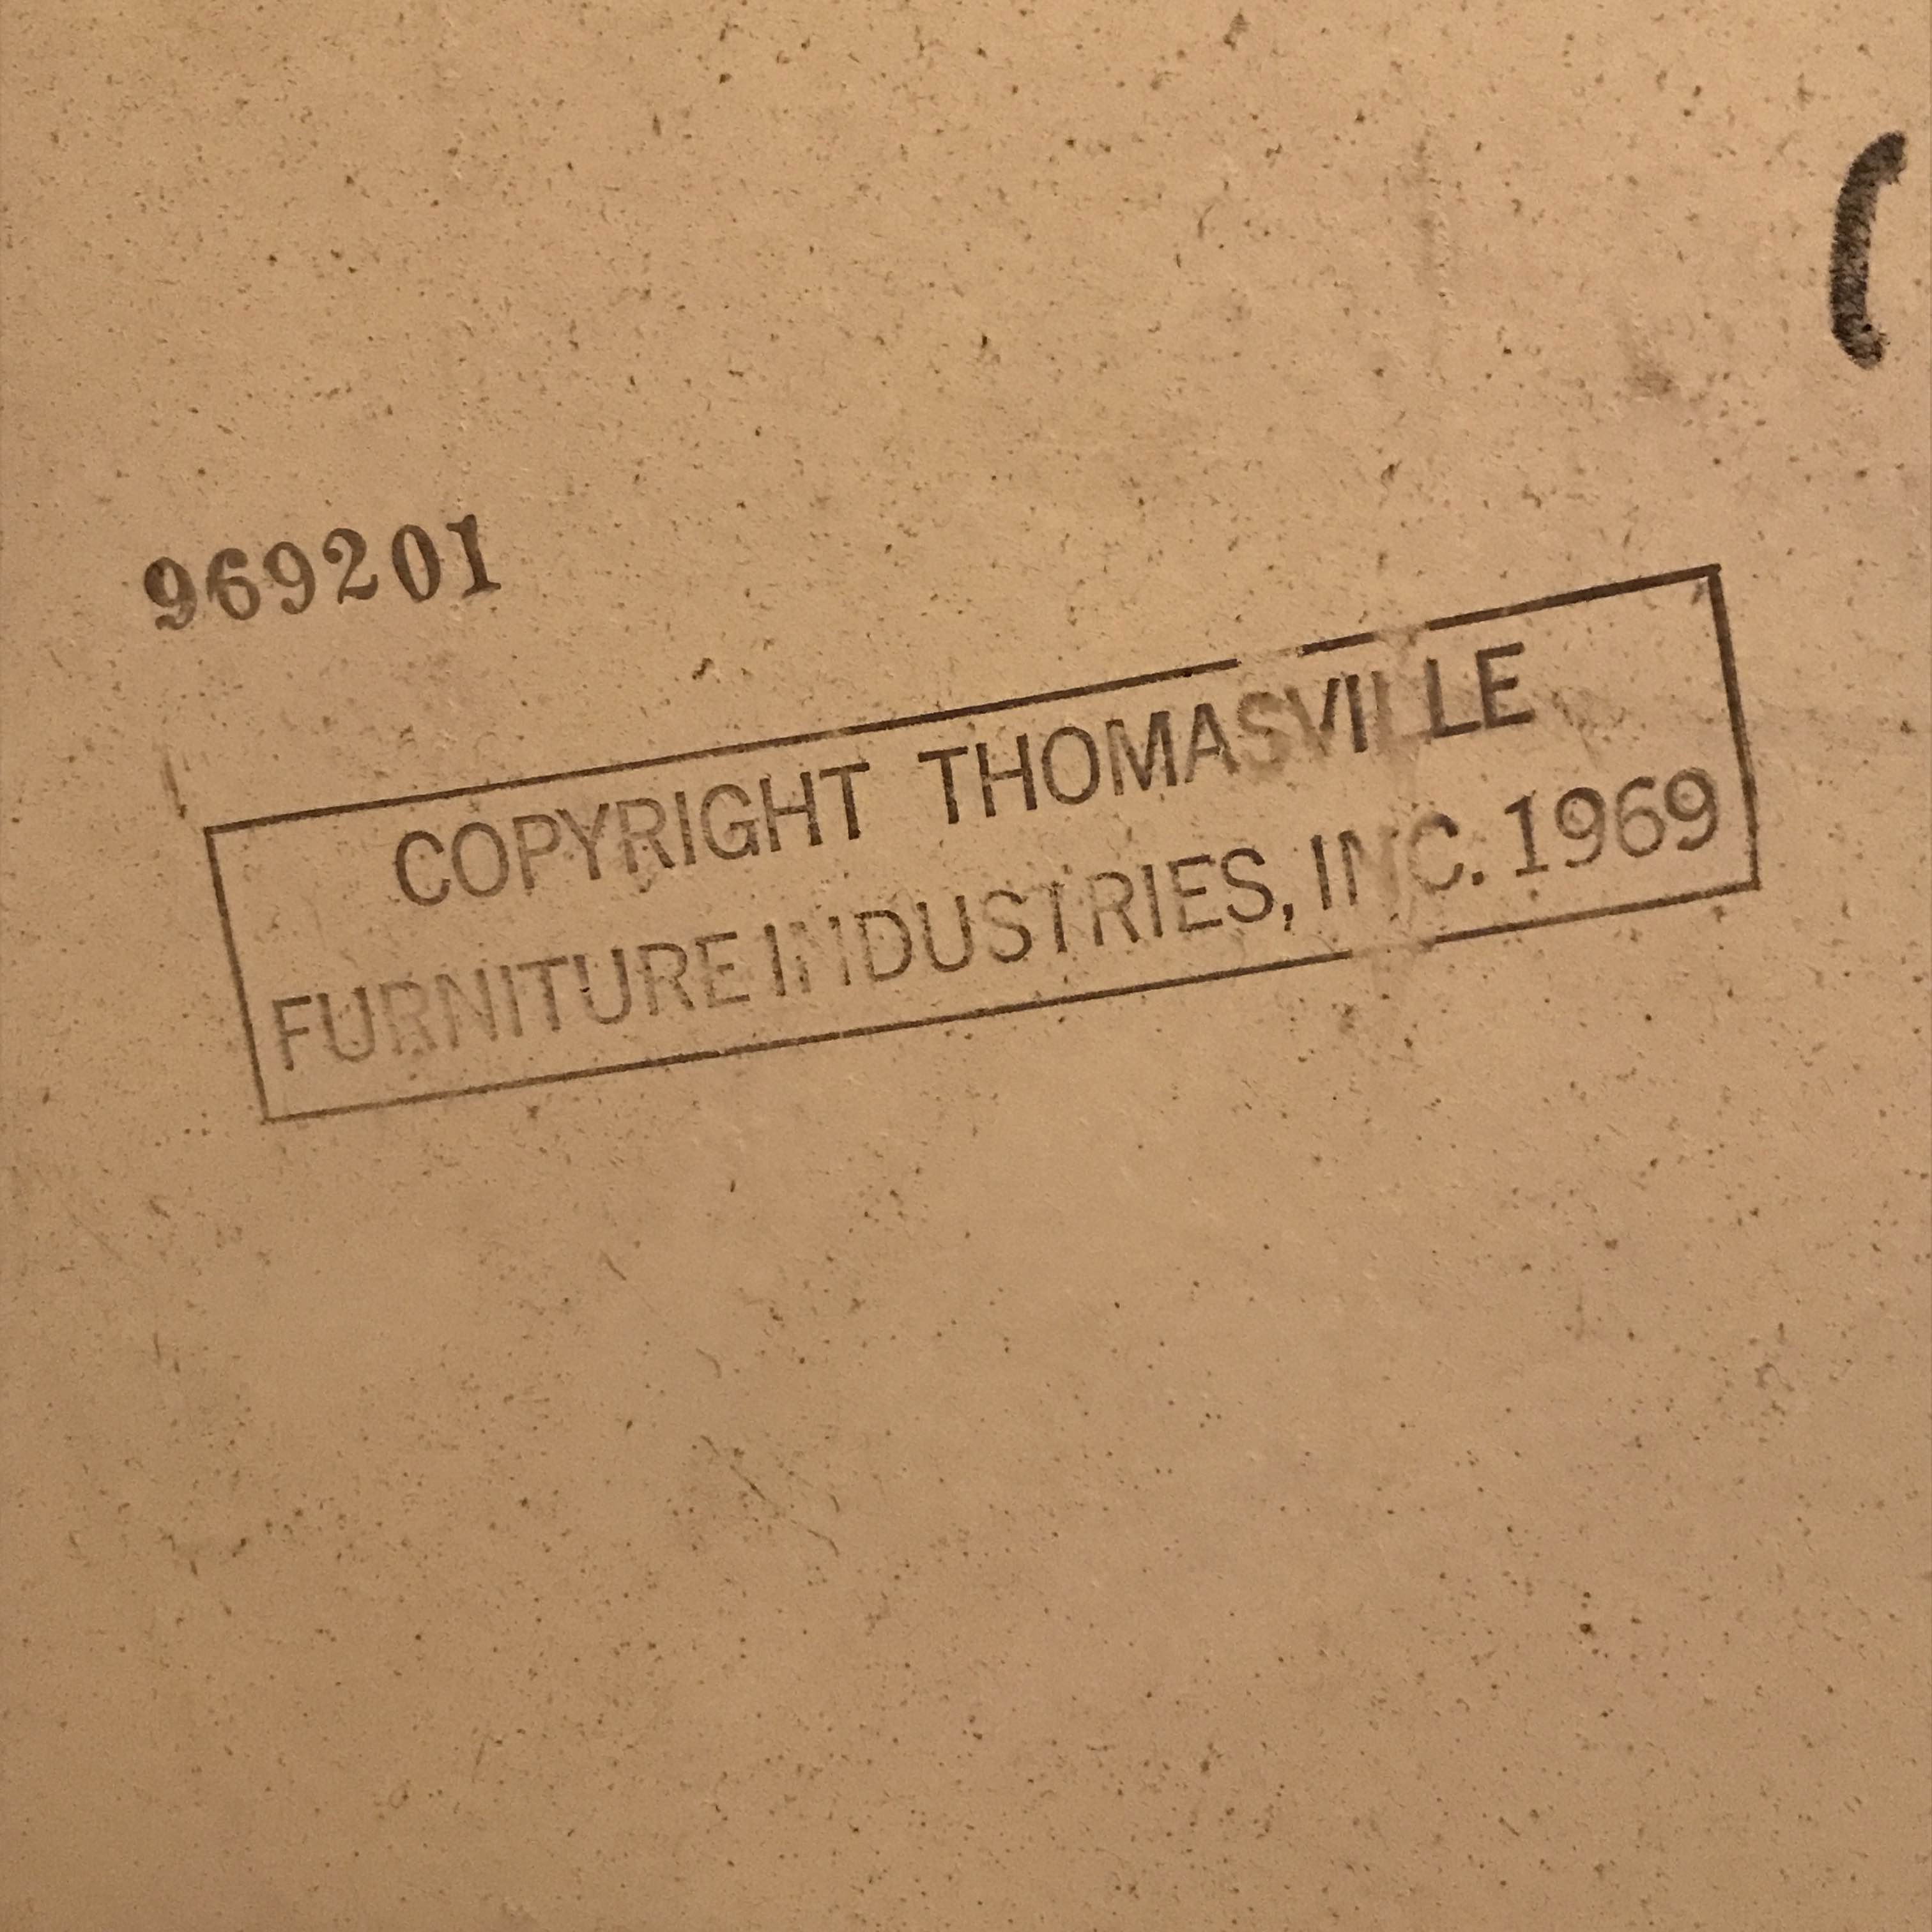 969201
COPYRIGHT THOMASVILLE
FURNITURE INDUSTRIES, INC. 1969